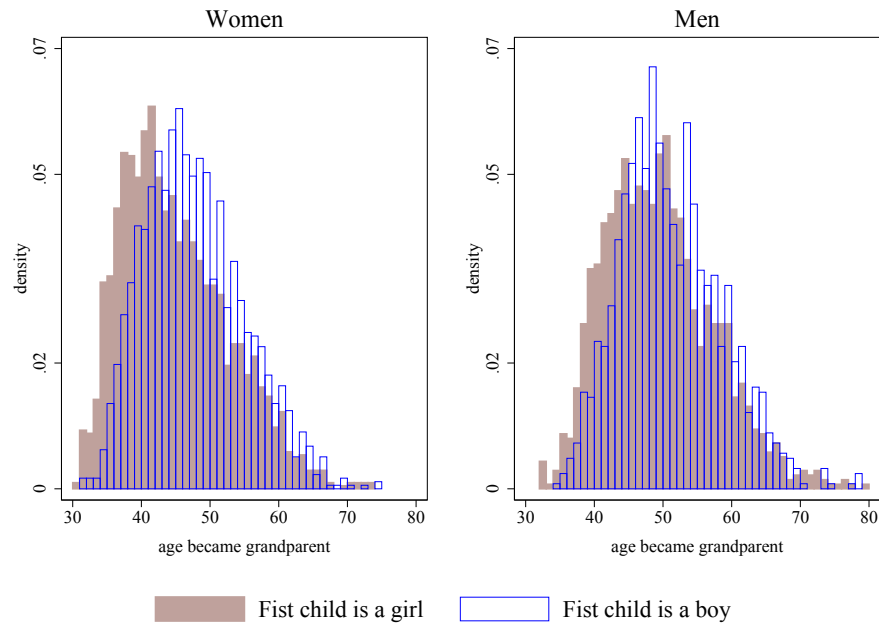 Women
Men
.07
.05
.02
0
density
30 40 50 60 70 80
age became grandparent
.07
.05
.02
0
density
30 40 50 60 70 80
age became grandparent
Fist child is a girl
Fist child is a boy